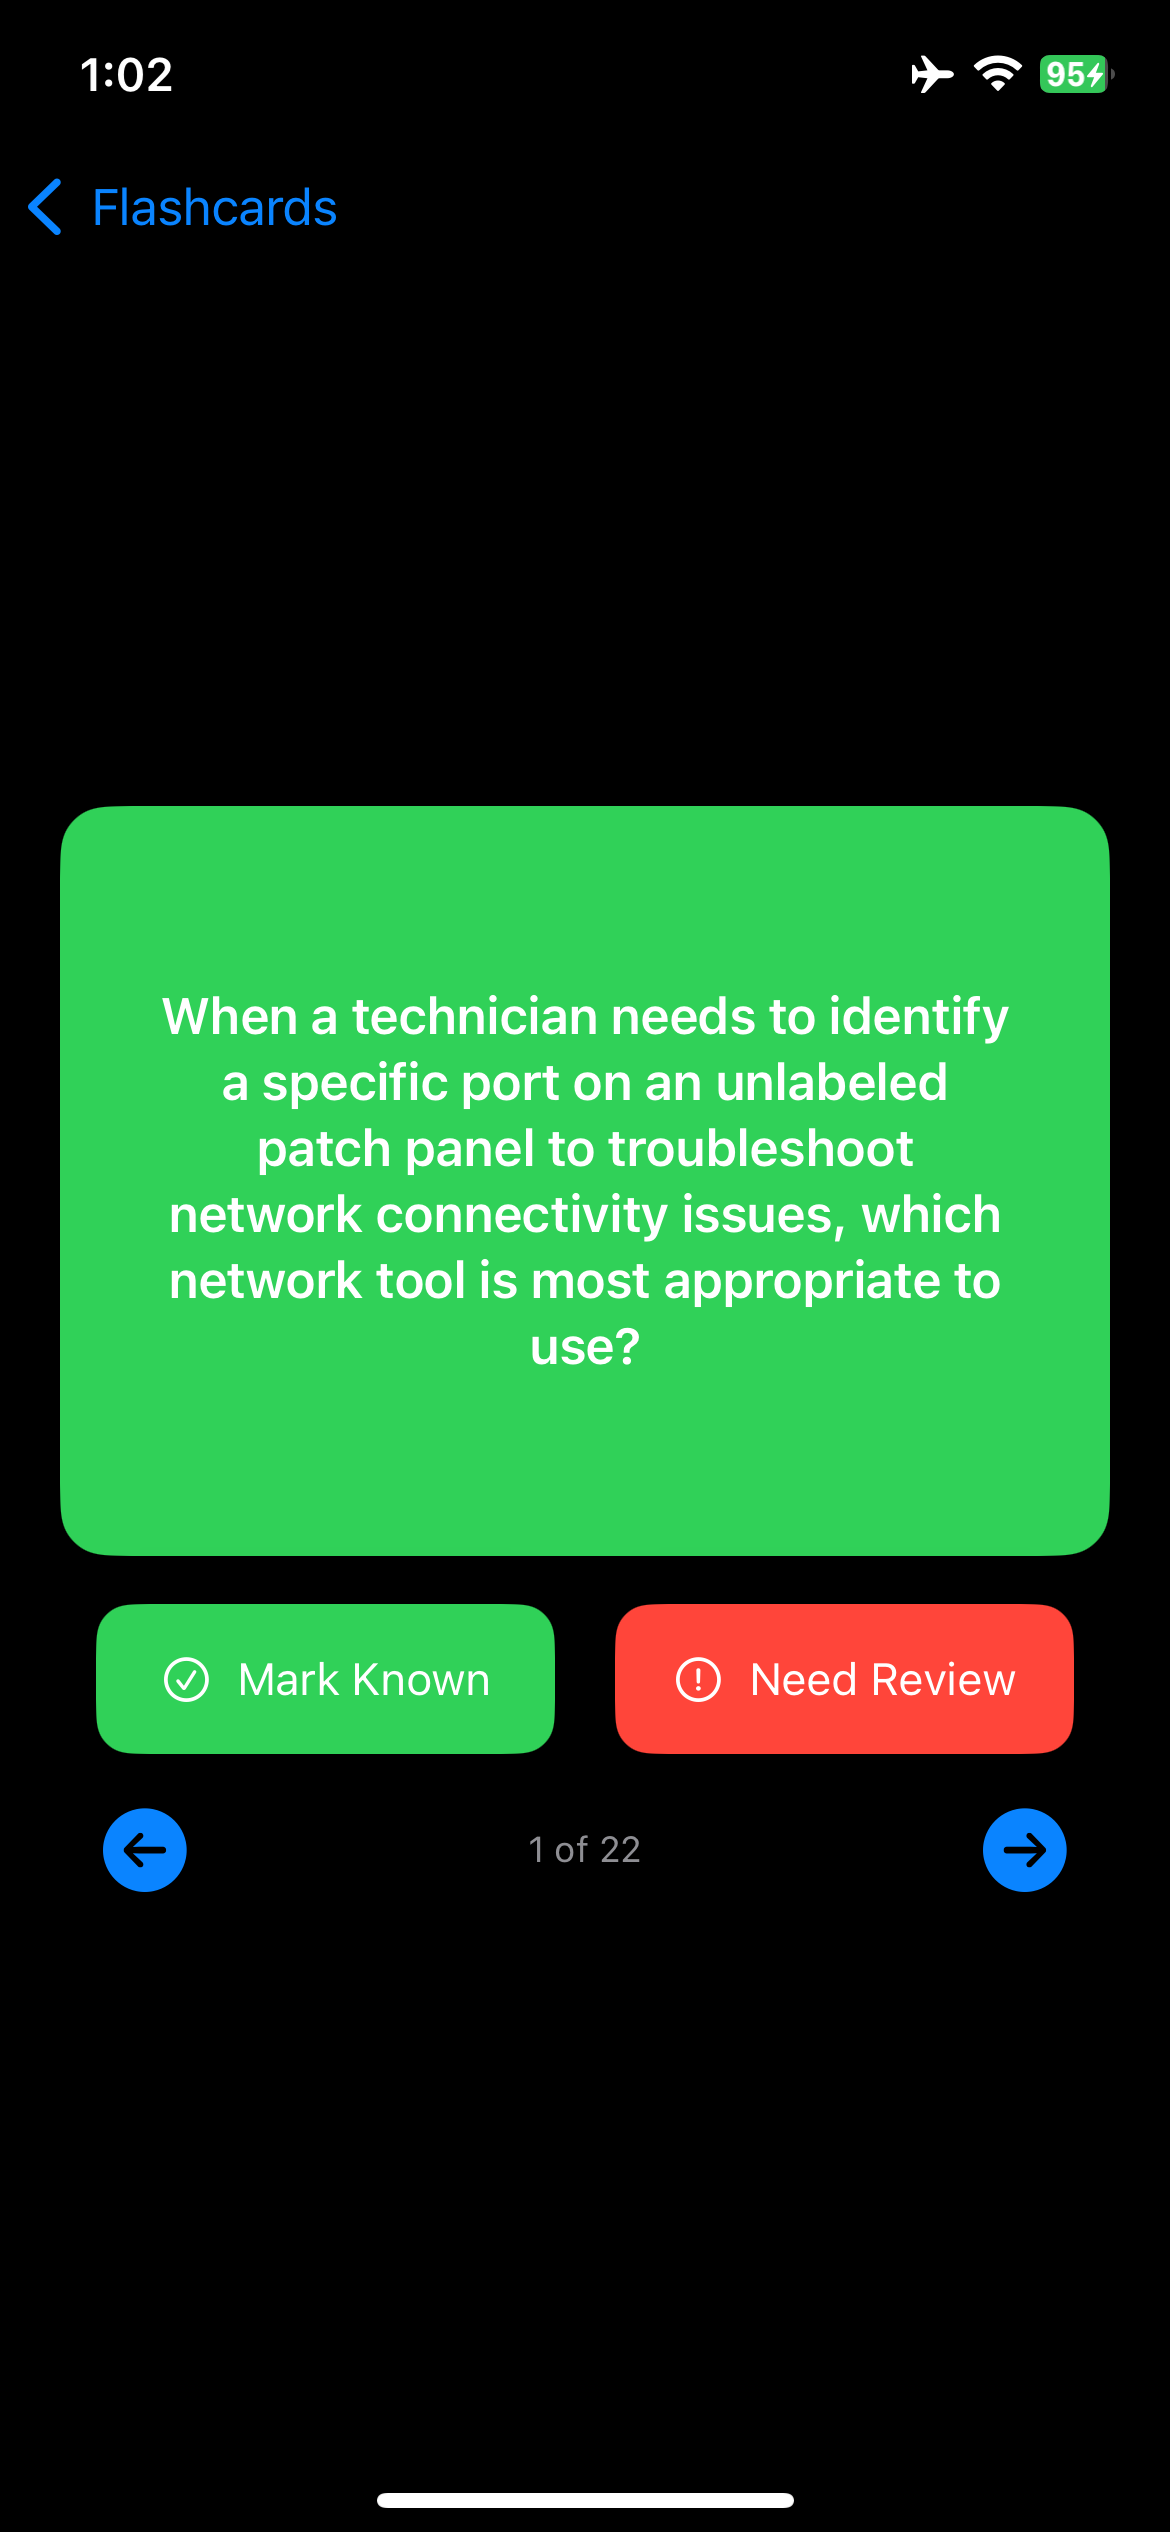 1:02
95
Flashcards
When a technician needs to identify
a specific port on an unlabeled
patch panel to troubleshoot
network connectivity issues, which
network tool is most appropriate to
use?
Mark Known
Need Review
1 of 22